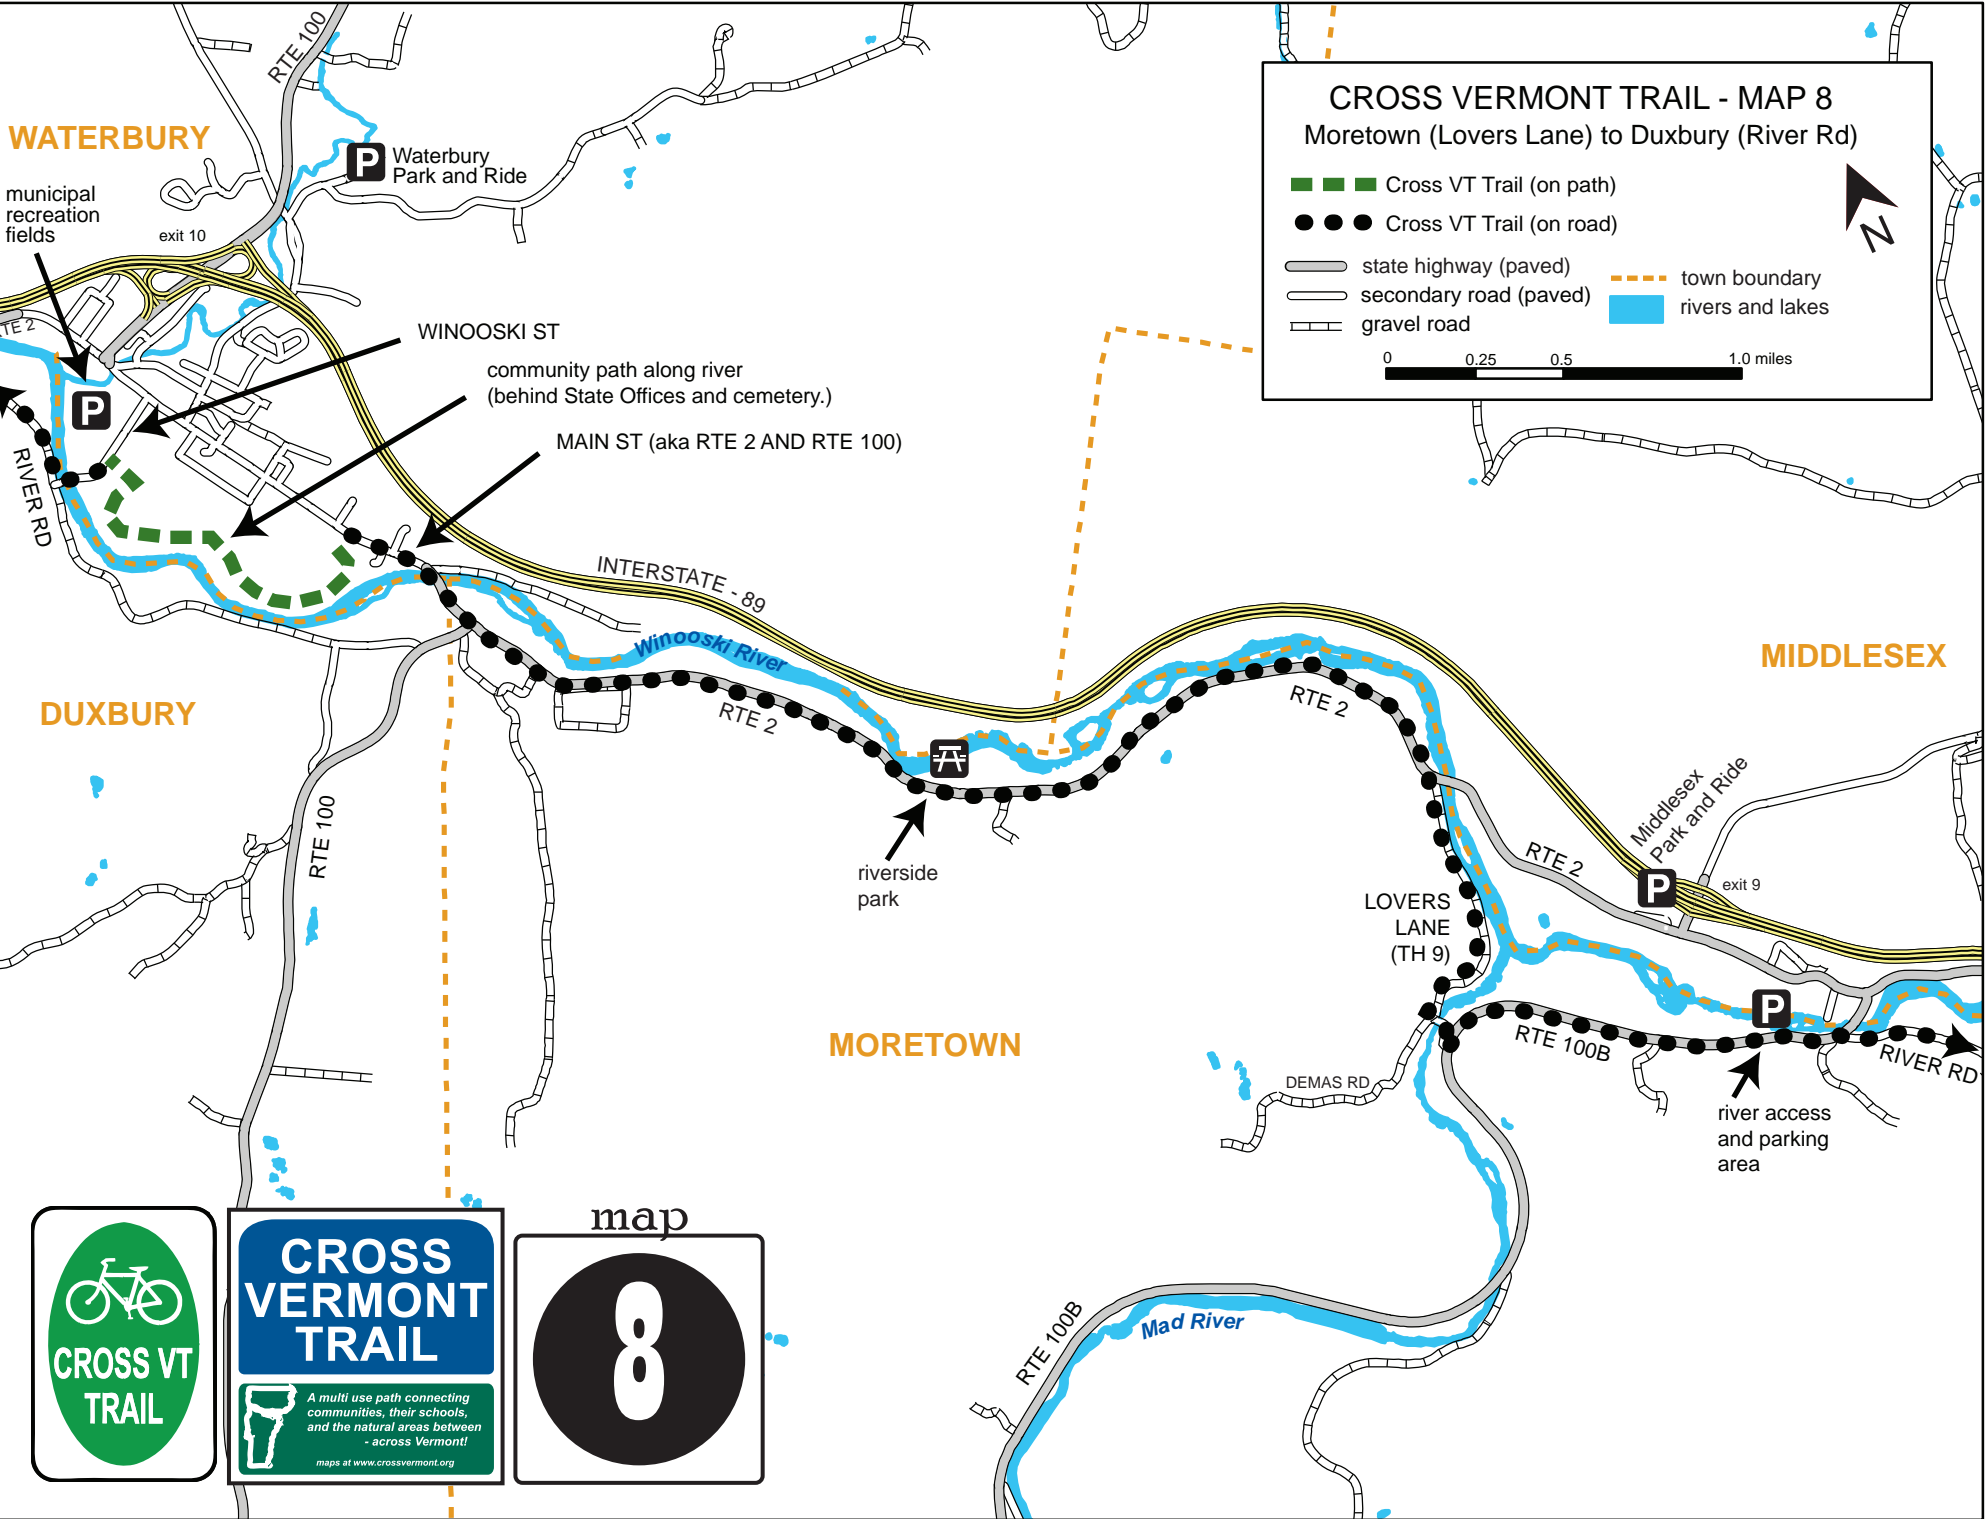 CROSS VERMONT TRAIL - MAP 8
Moretown (Lovers Lane) to Duxbury (River Rd)
Cross VT Trail (on path)
Cross VT Trail (on road)
state highway (paved)
secondary road (paved)
gravel road
town boundary
rivers and lakes
N
0 0.25 0.5 1.0 miles
RTE 100
WATERBURY
P
Waterbury
Park and Ride
municipal
recreation
fields
exit 10
RTE 2
WINOOSKI ST
community path along river
(behind State Offices and cemetery.)
P
MAIN ST (aka RTE 2 AND RTE 100)
RIVER RD
INTERSTATE - 89
Winooski River
MIDDLESEX
DUXBURY
RTE 2
RTE 2
RTE 100
riverside
park
Middlesex
Park and Ride
RTE 2
P
exit 9
LOVERS
LANE
(TH 9)
MORETOWN
P
RTE 100B
RIVER RD
DEMAS RD
river access
and parking
area
RTE 100B
Mad River
CROSS VT
TRAIL
CROSS
VERMONT
TRAIL
A multi use path connecting
communities, their schools,
and the natural areas between
- across Vermont!
maps at www.crossvermont.org
map
8